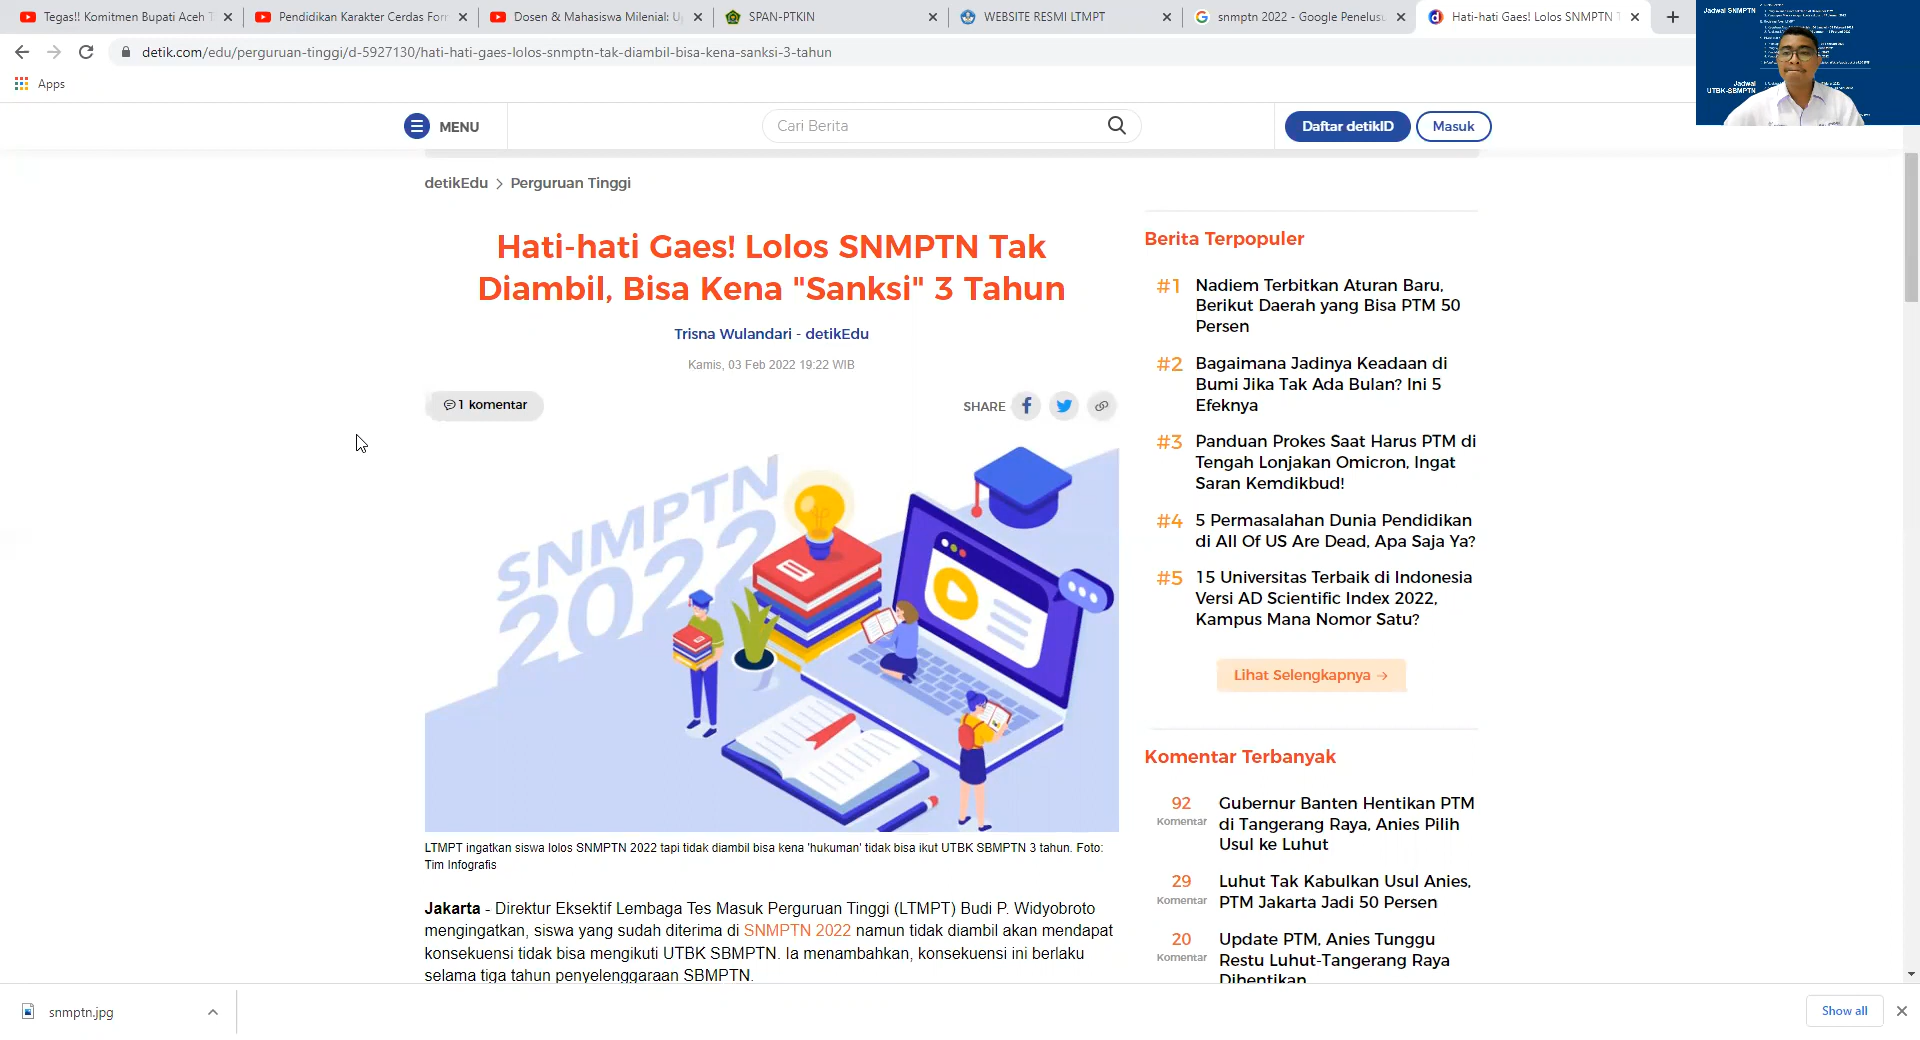 Tegas!! Komitmen Bupati Aceh T
Pendidikan Karakter Cerdas Form
Dosen & Mahasiswa Milenial: U
SPAN-PTKIN
WEBSITE RESMI LTMPT
snmptn 2022 - Google Penelusu
Hati-hati Gaes! Lolos SNMPTN T
detik.com/edu/perguruan-tinggi/d-5927130/hati-hati-gaes-lolos-snmptn-tak-diambil-bisa-kena-sanksi-3-tahun
Apps
Jadwal SNMPTN
Jadwal
UTBK-SBMPTN
MENU
Cari Berita
Daftar detikID
Masuk
detikEdu > Perguruan Tinggi
Hati-hati Gaes! Lolos SNMPTN Tak
Diambil, Bisa Kena "Sanksi" 3 Tahun
Trisna Wulandari - detikEdu
Kamis, 03 Feb 2022 19:22 WIB
1 komentar
SHARE
SNMPTN
2022
LTMPT ingatkan siswa lolos SNMPTN 2022 tapi tidak diambil bisa kena 'hukuman' tidak bisa ikut UTBK SBMPTN 3 tahun. Foto:
Tim Infografis
Jakarta - Direktur Eksektif Lembaga Tes Masuk Perguruan Tinggi (LTMPT) Budi P. Widyobroto
mengingatkan, siswa yang sudah diterima di SNMPTN 2022 namun tidak diambil akan mendapat
konsekuensi tidak bisa mengikuti UTBK SBMPTN. Ia menambahkan, konsekuensi ini berlaku
selama tiga tahun penyelenggaraan SBMPTN.
Berita Terpopuler
#1 Nadiem Terbitkan Aturan Baru,
Berikut Daerah yang Bisa PTM 50
Persen
#2 Bagaimana Jadinya Keadaan di
Bumi Jika Tak Ada Bulan? Ini 5
Efeknya
#3 Panduan Prokes Saat Harus PTM di
Tengah Lonjakan Omicron, Ingat
Saran Kemdikbud!
#4 5 Permasalahan Dunia Pendidikan
di All Of US Are Dead, Apa Saja Ya?
#5 15 Universitas Terbaik di Indonesia
Versi AD Scientific Index 2022,
Kampus Mana Nomor Satu?
Lihat Selengkapnya →
Komentar Terbanyak
92 Komentar
Gubernur Banten Hentikan PTM
di Tangerang Raya, Anies Pilih
Usul ke Luhut
29 Komentar
Luhut Tak Kabulkan Usul Anies,
PTM Jakarta Jadi 50 Persen
20 Komentar
Update PTM, Anies Tunggu
Restu Luhut-Tangerang Raya
Dihentikan
snmptn.jpg
Show all